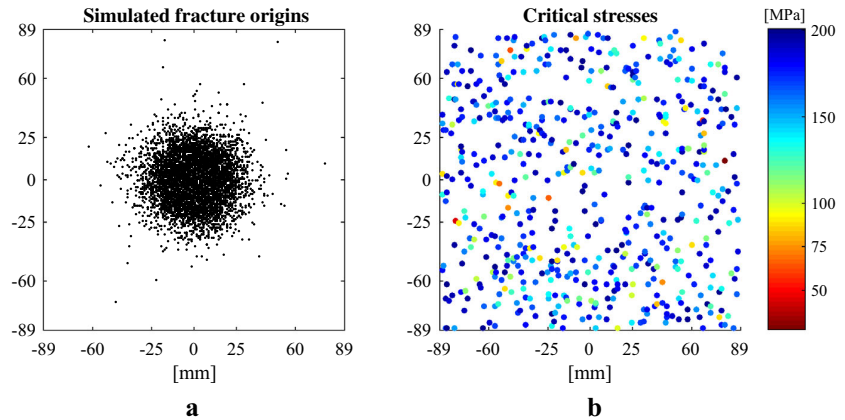 Simulated fracture origins
89
60
25
0
-25
-60
-89
-89 -60 -25 0 25 60 89
[mm]
a
Critical stresses
89
60
25
0
-25
-60
-89
-89 -60 -25 0 25 60 89
[mm]
b
[MPa]
200
150
100
75
50